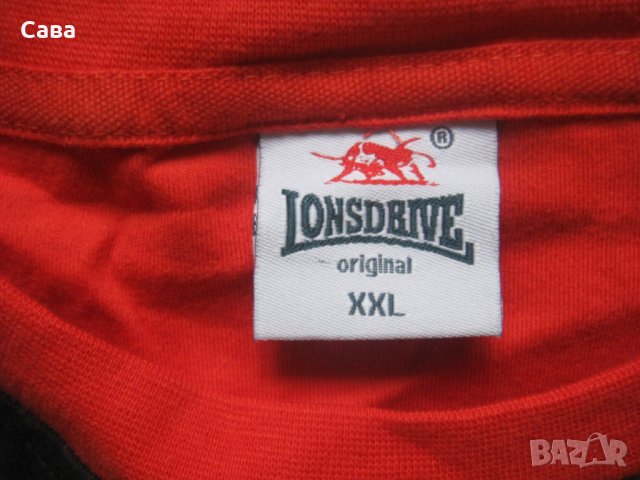 Сава
®
LONSDRIVE
original
XXL
BAZAR